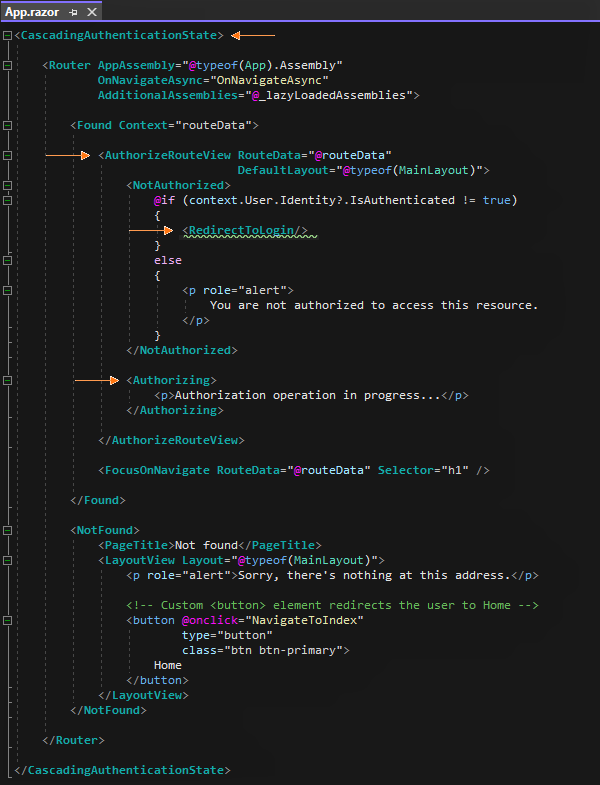 App.razor
<CascadingAuthenticationState>
<Router AppAssembly="@typeof(App).Assembly"
OnNavigateAsync="OnNavigateAsync"
AdditionalAssemblies="@_lazyLoadedAssemblies">
<Found Context="routeData">
<AuthorizeRouteView RouteData="@routeData"
DefaultLayout="@typeof(MainLayout)">
<NotAuthorized>
@if (context.User.Identity?.IsAuthenticated != true)
{
<RedirectToLogin/>
}
else
{
<p role="alert">
You are not authorized to access this resource.
</p>
}
</NotAuthorized>
<Authorizing>
<p>Authorization operation in progress...</p>
</Authorizing>
</AuthorizeRouteView>
<FocusOnNavigate RouteData="@routeData" Selector="h1" />
</Found>
<NotFound>
<PageTitle>Not found</PageTitle>
<LayoutView Layout="@typeof(MainLayout)">
<p role="alert">Sorry, there's nothing at this address.</p>
<!-- Custom <button> element redirects the user to Home -->
<button @onclick="NavigateToIndex"
type="button"
class="btn btn-primary">
Home
</button>
</LayoutView>
</NotFound>
</Router>
</CascadingAuthenticationState>